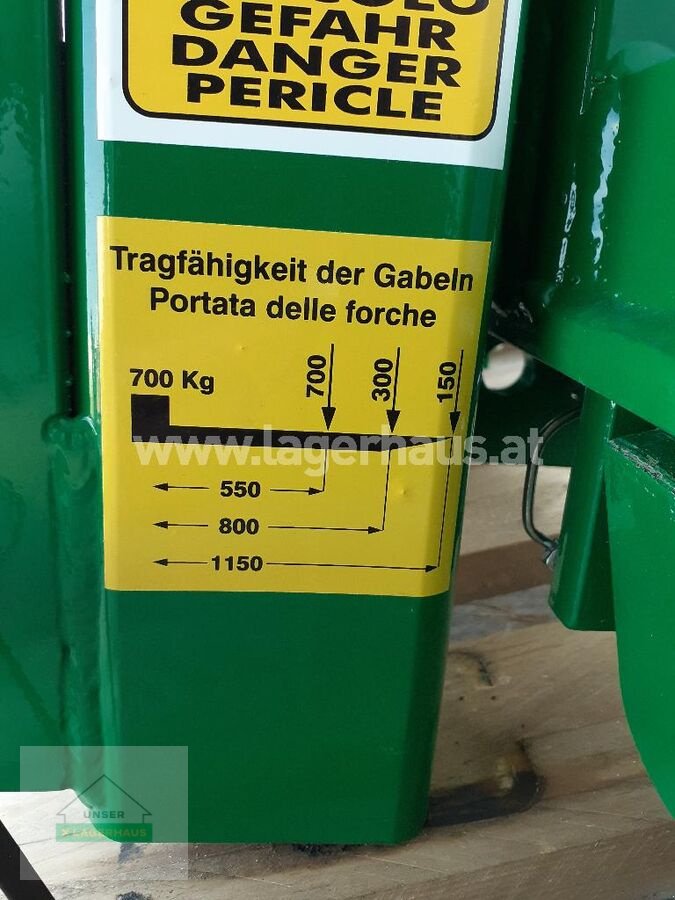 GEFAHR
DANGER
PERICLE
Tragfähigkeit der Gabeln
Portata delle forche
700 Kg
700
300
150
www.lagerhaus.at
550
800
1150
UNSER
X LAGERHAUS